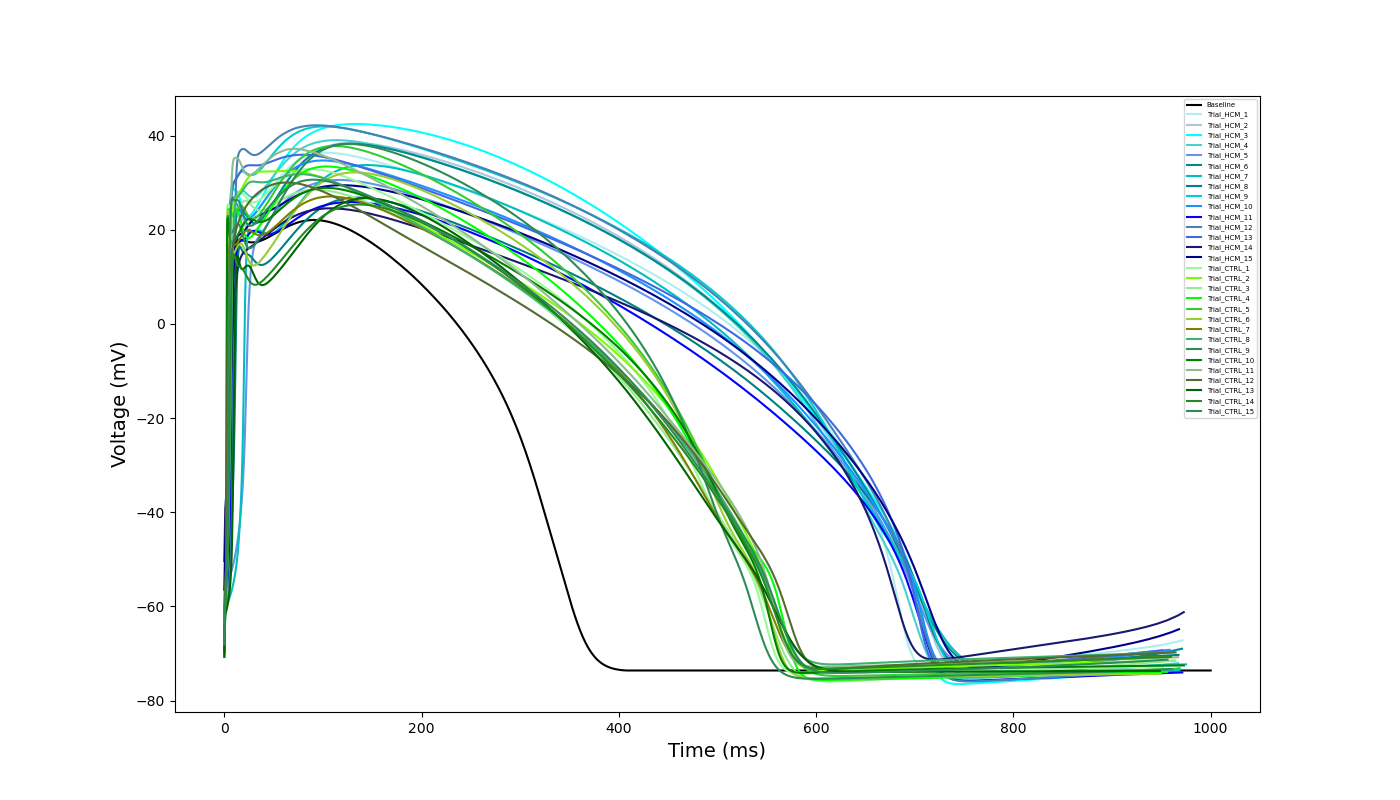 Voltage (mV)
40
20
0
−20
−40
−60
−80
0 200 400 600 800 1000
Time (ms)
Baseline
Trial_HCM_1
Trial_HCM_2
Trial_HCM_3
Trial_HCM_4
Trial_HCM_5
Trial_HCM_6
Trial_HCM_7
Trial_HCM_8
Trial_HCM_9
Trial_HCM_10
Trial_HCM_11
Trial_HCM_12
Trial_HCM_13
Trial_HCM_14
Trial_HCM_15
Trial_CTRL_1
Trial_CTRL_2
Trial_CTRL_3
Trial_CTRL_4
Trial_CTRL_5
Trial_CTRL_6
Trial_CTRL_7
Trial_CTRL_8
Trial_CTRL_9
Trial_CTRL_10
Trial_CTRL_11
Trial_CTRL_12
Trial_CTRL_13
Trial_CTRL_14
Trial_CTRL_15